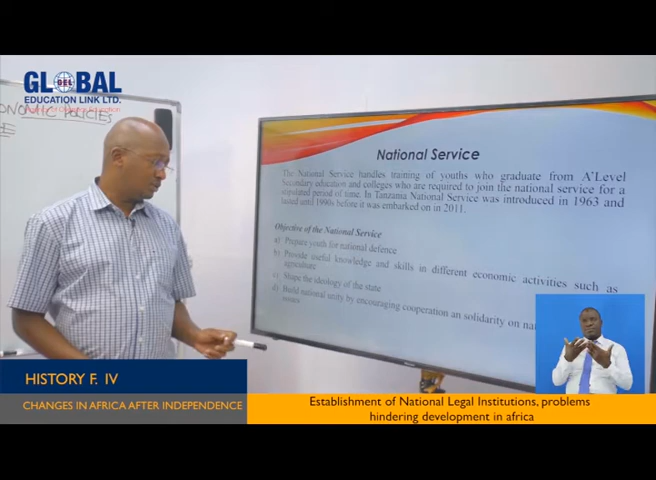 GLOBAL
GEL
EDUCATION LINK LTD.
ONOMIC POLICIES
National Service
The National Service handles training of youths who graduate from A'Level
Secondary education and colleges who are required to join the national service for a
stipulated period of time. In Tanzania National Service was introduced in 1963 and
lasted until 1990s before it was embarked on in 2011.
Objective of the National Service
a) Prepare youth for national defence
b) Provide useful knowledge and skills in different economic activities such as
agriculture
c) Shape the ideology of the state
d) Build national unity by encouraging cooperation an solidarity on
issues
HISTORY F. IV
CHANGES IN AFRICA AFTER INDEPENDENCE
Establishment of National Legal Institutions, problems
hindering development in africa